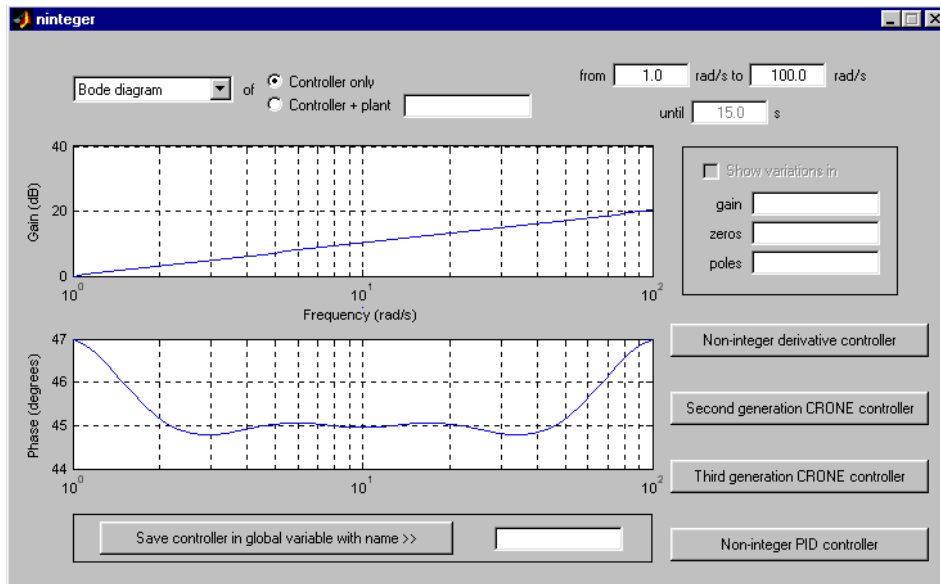 ninteger
Bode diagram of Controller only
Controller + plant
from 1.0 rad/s to 100.0 rad/s
until 15.0 s
40
20
0
Gain (dB)
10^0 10^1 10^2
Frequency (rad/s)
Show variations in
gain
zeros
poles
47
46
45
44
Phase (degrees)
10^0 10^1 10^2
Non-integer derivative controller
Second generation CRONE controller
Third generation CRONE controller
Non-integer PID controller
Save controller in global variable with name >>